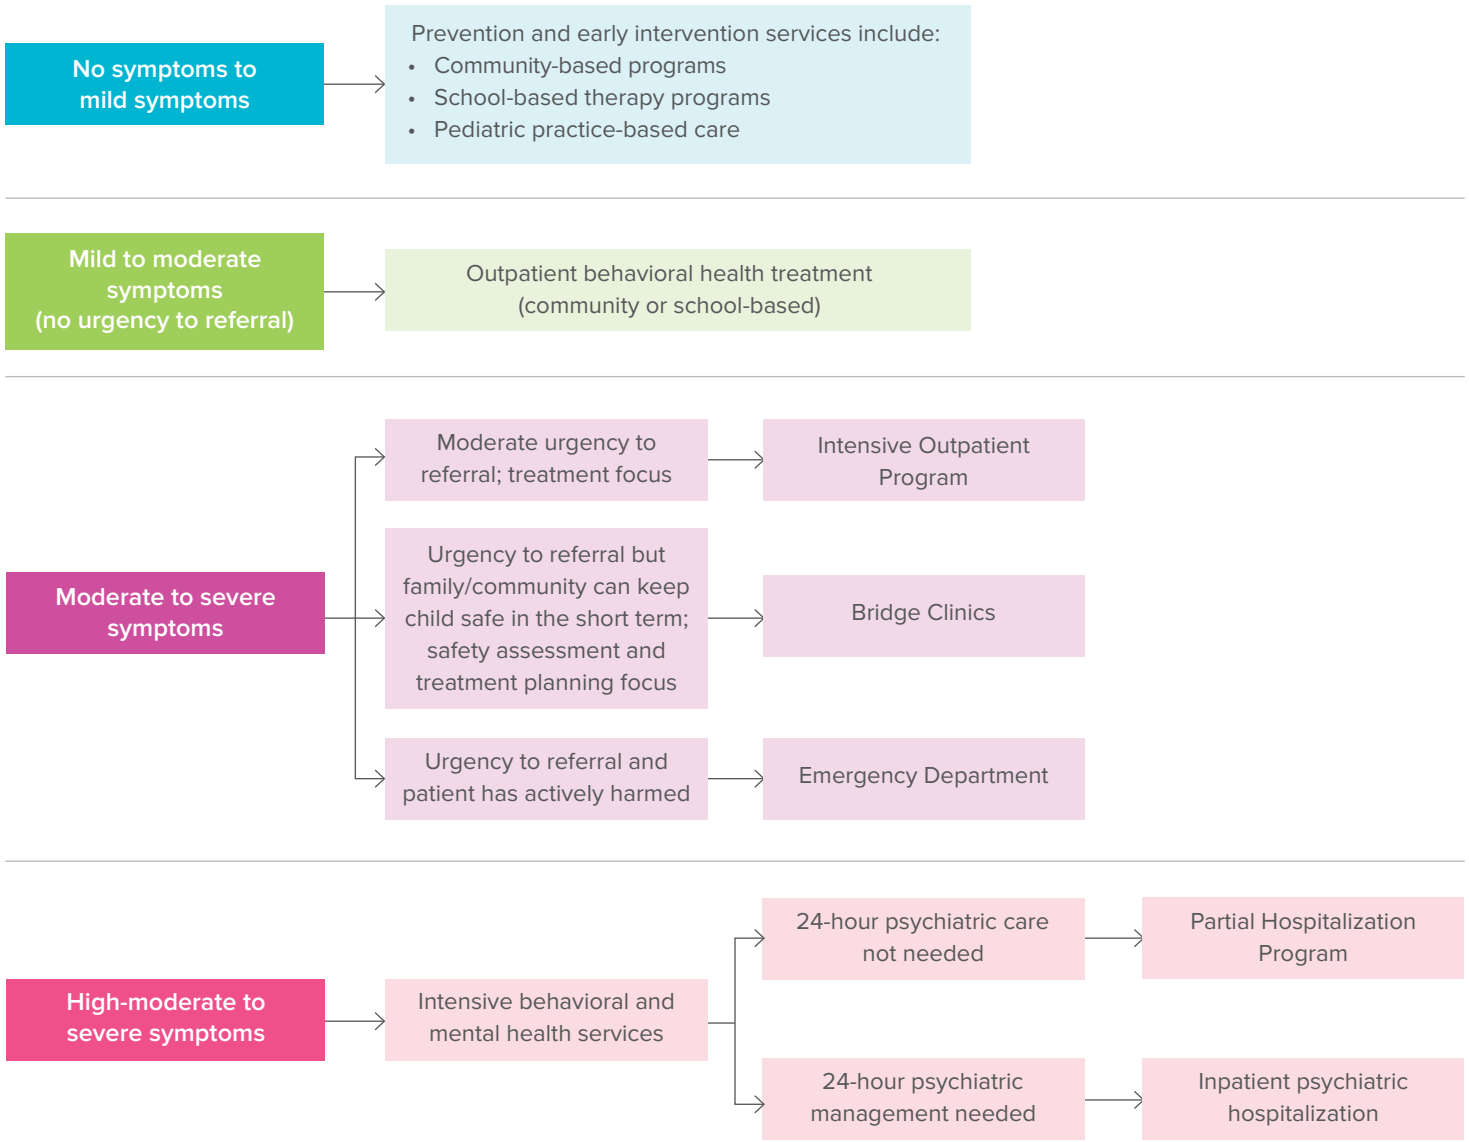 No symptoms to
mild symptoms
Prevention and early intervention services include:
• Community-based programs
• School-based therapy programs
• Pediatric practice-based care
Mild to moderate
symptoms
(no urgency to referral)
Outpatient behavioral health treatment
(community or school-based)
Moderate to severe
symptoms
Moderate urgency to
referral; treatment focus
Intensive Outpatient
Program
Urgency to referral but
family/community can keep
child safe in the short term;
safety assessment and
treatment planning focus
Bridge Clinics
Urgency to referral and
patient has actively harmed
Emergency Department
High-moderate to
severe symptoms
Intensive behavioral and
mental health services
24-hour psychiatric care
not needed
Partial Hospitalization
Program
24-hour psychiatric
management needed
Inpatient psychiatric
hospitalization